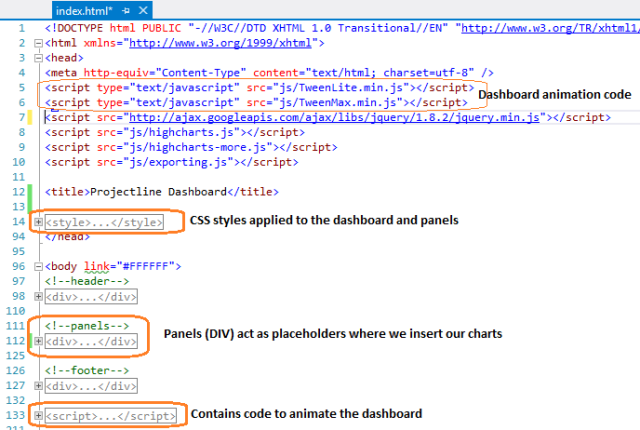 index.html*
1 <!DOCTYPE html PUBLIC "-//W3C//DTD XHTML 1.0 Transitional//EN" "http://www.w3.org/TR/xhtml1/
2 <html xmlns="http://www.w3.org/1999/xhtml">
3 <head>
4 <meta http-equiv="Content-Type" content="text/html; charset=utf-8" />
5 <script type="text/javascript" src="js/TweenLite.min.js"></script>
Dashboard animation code
6 <script type="text/javascript" src="js/TweenMax.min.js"></script>
7 <script src="http://ajax.googleapis.com/ajax/libs/jquery/1.8.2/jquery.min.js"></script>
8 <script src="js/highcharts.js"></script>
9 <script src="js/highcharts-more.js"></script>
10 <script src="js/exporting.js"></script>
11
12 <title>Projectline Dashboard</title>
13
14 <style>...</style> CSS styles applied to the dashboard and panels
94 </head>
95
96 <body link="#FFFFFF">
97 <!--header-->
98 <div>...</div>
110
111 <!--panels-->
Panels (DIV) act as placeholders where we insert our charts
112 <div>...</div>
125
126 <!--footer-->
127 <div>...</div>
132
133 <script>...</script> Contains code to animate the dashboard